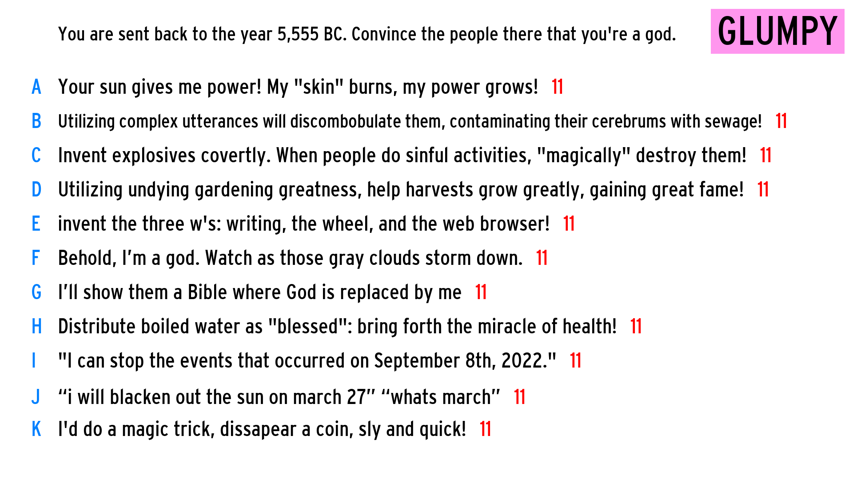 You are sent back to the year 5,555 BC. Convince the people there that you're a god.
GLUMPY
A Your sun gives me power! My "skin" burns, my power grows! 11
B Utilizing complex utterances will discombobulate them, contaminating their cerebrums with sewage! 11
C Invent explosives covertly. When people do sinful activities, "magically" destroy them! 11
D Utilizing undying gardening greatness, help harvests grow greatly, gaining great fame! 11
E invent the three w's: writing, the wheel, and the web browser! 11
F Behold, I’m a god. Watch as those gray clouds storm down. 11
G I’ll show them a Bible where God is replaced by me 11
H Distribute boiled water as "blessed": bring forth the miracle of health! 11
I "I can stop the events that occurred on September 8th, 2022." 11
J “i will blacken out the sun on march 27” “whats march” 11
K I'd do a magic trick, dissapear a coin, sly and quick! 11